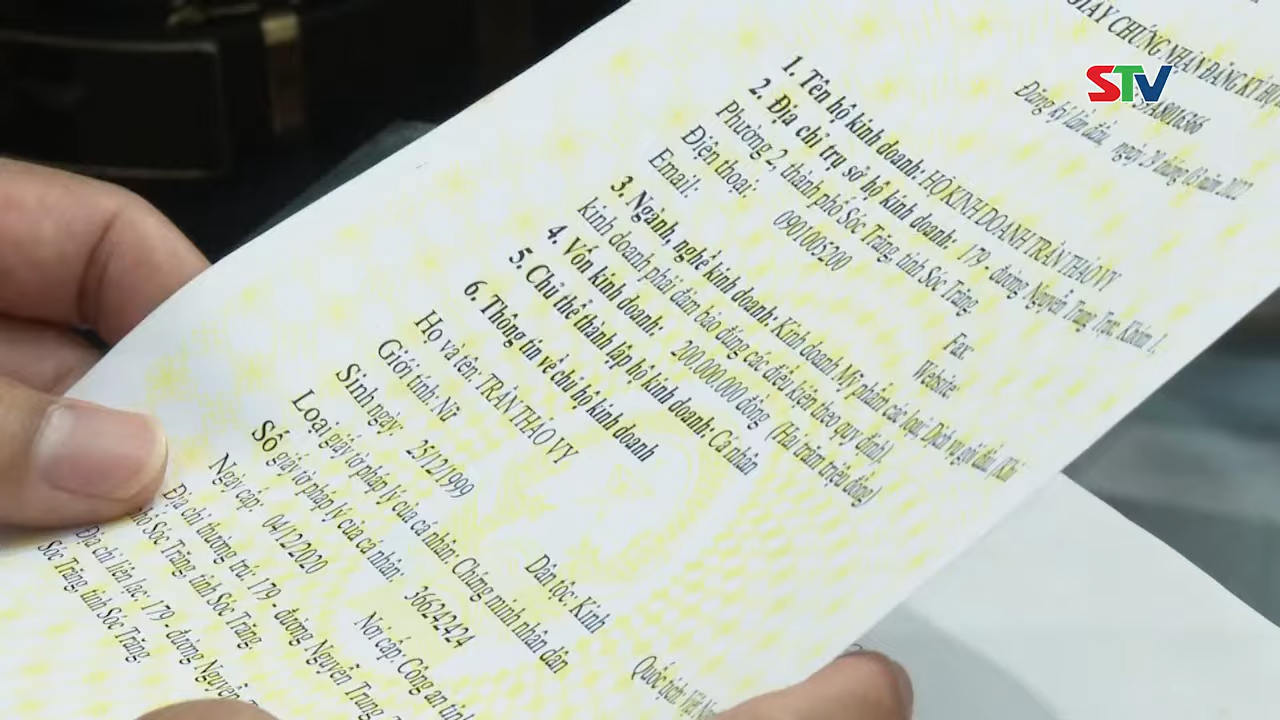 STV
GIẤY CHỨNG NHẬN ĐĂNG KÝ HỘ
Đăng ký lần đầu, ngày 29 tháng năm 2022
1. Tên hộ kinh doanh: HỘ KINH DOANH TRẦN THẢO VY
2. Địa chỉ trụ sở hộ kinh doanh: 179 - đường Nguyễn Trung Trực, Khóm 1,
Phường 2, thành phố Sóc Trăng, tỉnh Sóc Trăng
Điện thoại: 0901005200 Fax:
Email: Website:
3. Ngành, nghề kinh doanh: Kinh doanh Mỹ phẩm các loại; Dịch vụ gội đầu (Khi
kinh doanh phải đảm bảo đúng các điều kiện theo quy định)
4. Vốn kinh doanh: 200.000.000 đồng (Hai trăm triệu đồng)
5. Chủ thể thành lập hộ kinh doanh: Cá nhân
6. Thông tin về chủ hộ kinh doanh
Họ và tên: TRẦN THẢO VY
Giới tính: Nữ
Sinh ngày: 25/12/1999 Dân tộc: Kinh Quốc tịch: Việt
Loại giấy tờ pháp lý của cá nhân: Chứng minh nhân dân
Số giấy tờ pháp lý của cá nhân: 366242424
Ngày cấp: 04/12/2020 Nơi cấp: Công an tỉnh
Địa chỉ thường trú: 179 - đường Nguyễn Trung
phố Sóc Trăng, tỉnh Sóc Trăng
Địa chỉ liên lạc: 179 - đường Nguyễn
Sóc Trăng, tỉnh Sóc Trăng